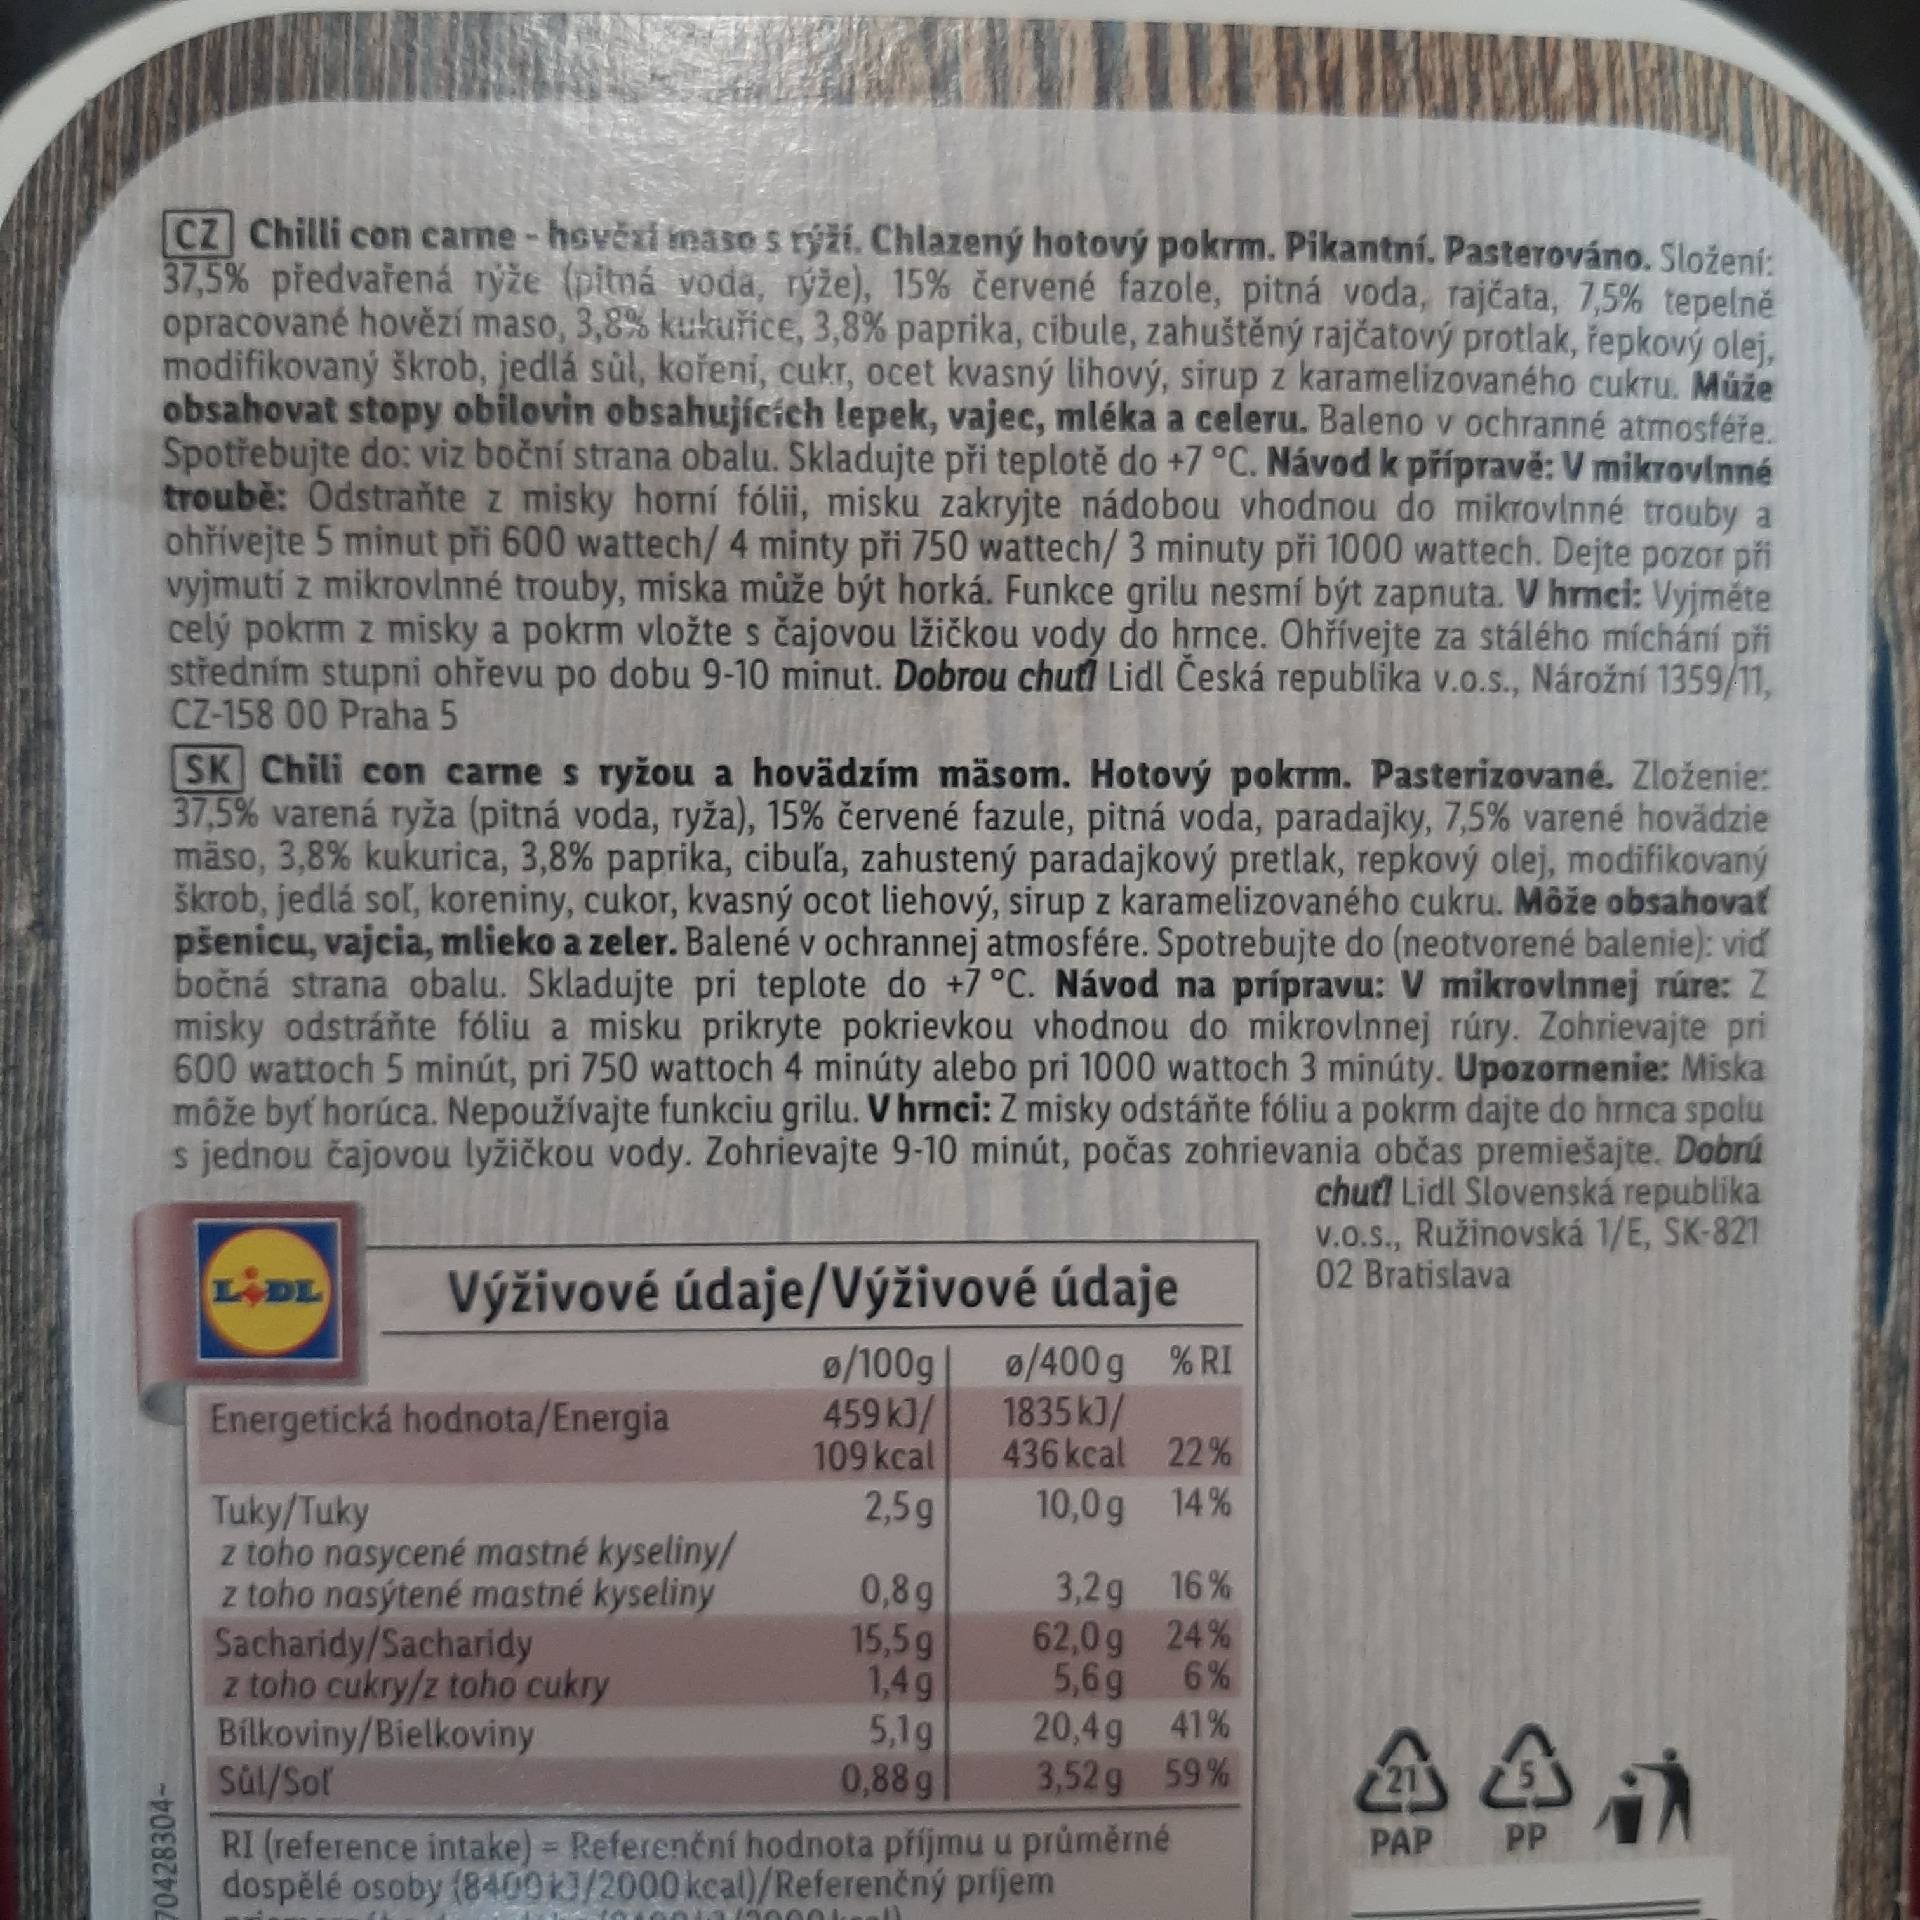 CZ Chilli con carne - hovězí maso s rýží. Chlazený hotový pokrm. Pikantní. Pasterováno. Složení:
37,5% předvařená rýže (pitná voda, rýže), 15% červené fazole, pitná voda, rajčata, 7,5% tepelně
opracované hovězí maso, 3,8% kukuřice, 3,8% paprika, cibule, zahuštěný rajčatový protlak, řepkový olej,
modifikovaný škrob, jedlá sůl, koření, cukr, ocet kvasný lihový, sirup z karamelizovaného cukru. Může
obsahovat stopy obilovin obsahujících lepek, vajec, mléka a celeru. Baleno v ochranné atmosféře.
Spotřebujte do: viz boční strana obalu. Skladujte při teplotě do +7 °C. Návod k přípravě: V mikrovlnné
troubě: Odstraňte z misky horní fólii, misku zakryjte nádobou vhodnou do mikrovlnné trouby a
ohřívejte 5 minut při 600 wattech/ 4 minty při 750 wattech/ 3 minuty při 1000 wattech. Dejte pozor při
vyjmutí z mikrovlnné trouby, miska může být horká. Funkce grilu nesmí být zapnuta. V hrnci: Vyjměte
celý pokrm z misky a pokrm vložte s čajovou lžičkou vody do hrnce. Ohřívejte za stálého míchání při
středním stupni ohřevu po dobu 9-10 minut. Dobrou chuť! Lidl Česká republika v.o.s., Nárožní 1359/11,
CZ-158 00 Praha 5
SK Chili con carne s ryžou a hovädzím mäsom. Hotový pokrm. Pasterizované. Zloženie:
37,5% varená ryža (pitná voda, ryža), 15% červené fazule, pitná voda, paradajky, 7,5% varené hovädzie
mäso, 3,8% kukurica, 3,8% paprika, cibuľa, zahustený paradajkový pretlak, repkový olej, modifikovaný
škrob, jedlá soľ, koreniny, cukor, kvasný ocot liehový, sirup z karamelizovaného cukru. Môže obsahovať
pšenicu, vajcia, mlieko a zeler. Balené v ochrannej atmosfére. Spotrebujte do (neotvorené balenie): viď
bočná strana obalu. Skladujte pri teplote do +7 °C. Návod na prípravu: V mikrovlnnej rúre: Z
misky odstráňte fóliu a misku prikryte pokrievkou vhodnou do mikrovlnnej rúry. Zohrievajte pri
600 wattoch 5 minút, pri 750 wattoch 4 minúty alebo pri 1000 wattoch 3 minúty. Upozornenie: Miska
môže byť horúca. Nepoužívajte funkciu grilu. V hrnci: Z misky odstáňte fóliu a pokrm dajte do hrnca spolu
s jednou čajovou lyžičkou vody. Zohrievajte 9-10 minút, počas zohrievania občas premiešajte. Dobrú
chuť! Lidl Slovenská republika
v.o.s., Ružinovská 1/E, SK-821
02 Bratislava
LIDL
Výživové údaje/Výživové údaje
ø/100g ø/400g %RI
Energetická hodnota/Energia 459kJ/ 1835kJ/
109kcal 436kcal 22%
Tuky/Tuky 2,5g 10,0g 14%
z toho nasycené mastné kyseliny/
z toho nasýtené mastné kyseliny 0,8g 3,2g 16%
Sacharidy/Sacharidy 15,5g 62,0g 24%
z toho cukry/z toho cukry 1,4g 5,6g 6%
Bílkoviny/Bielkoviny 5,1g 20,4g 41%
Sůl/Soľ 0,88g 3,52g 59%
RI (reference intake) = Referenční hodnota příjmu u průměrné
dospělé osoby (8400kJ/2000kcal)/Referenčný príjem
70428304-
21 5
PAP PP